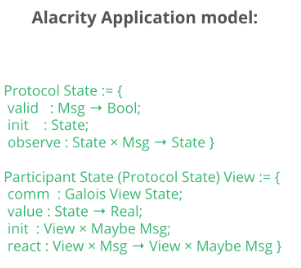 Alacrity Application model:
Protocol State := {
valid : Msg → Bool;
init : State;
observe : State × Msg → State }
Participant State (Protocol State) View := {
comm : Galois View State;
value : State → Real;
init : View × Maybe Msg;
react : View × Msg → View × Maybe Msg }